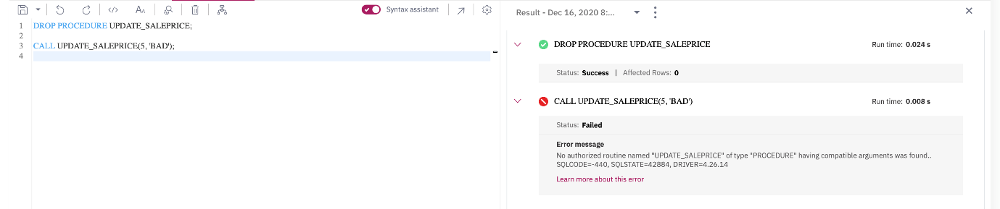 </> AA Syntax assistant
1 DROP PROCEDURE UPDATE_SALEPRICE;
2
3 CALL UPDATE_SALEPRICE(5, 'BAD');
4
Result - Dec 16, 2020 8:...
DROP PROCEDURE UPDATE_SALEPRICE Run time: 0.024 s
Status: Success | Affected Rows: 0
CALL UPDATE_SALEPRICE(5, 'BAD') Run time: 0.008 s
Status: Failed
Error message
No authorized routine named "UPDATE_SALEPRICE" of type "PROCEDURE" having compatible arguments was found..
SQLCODE=-440, SQLSTATE=42884, DRIVER=4.26.14
Learn more about this error